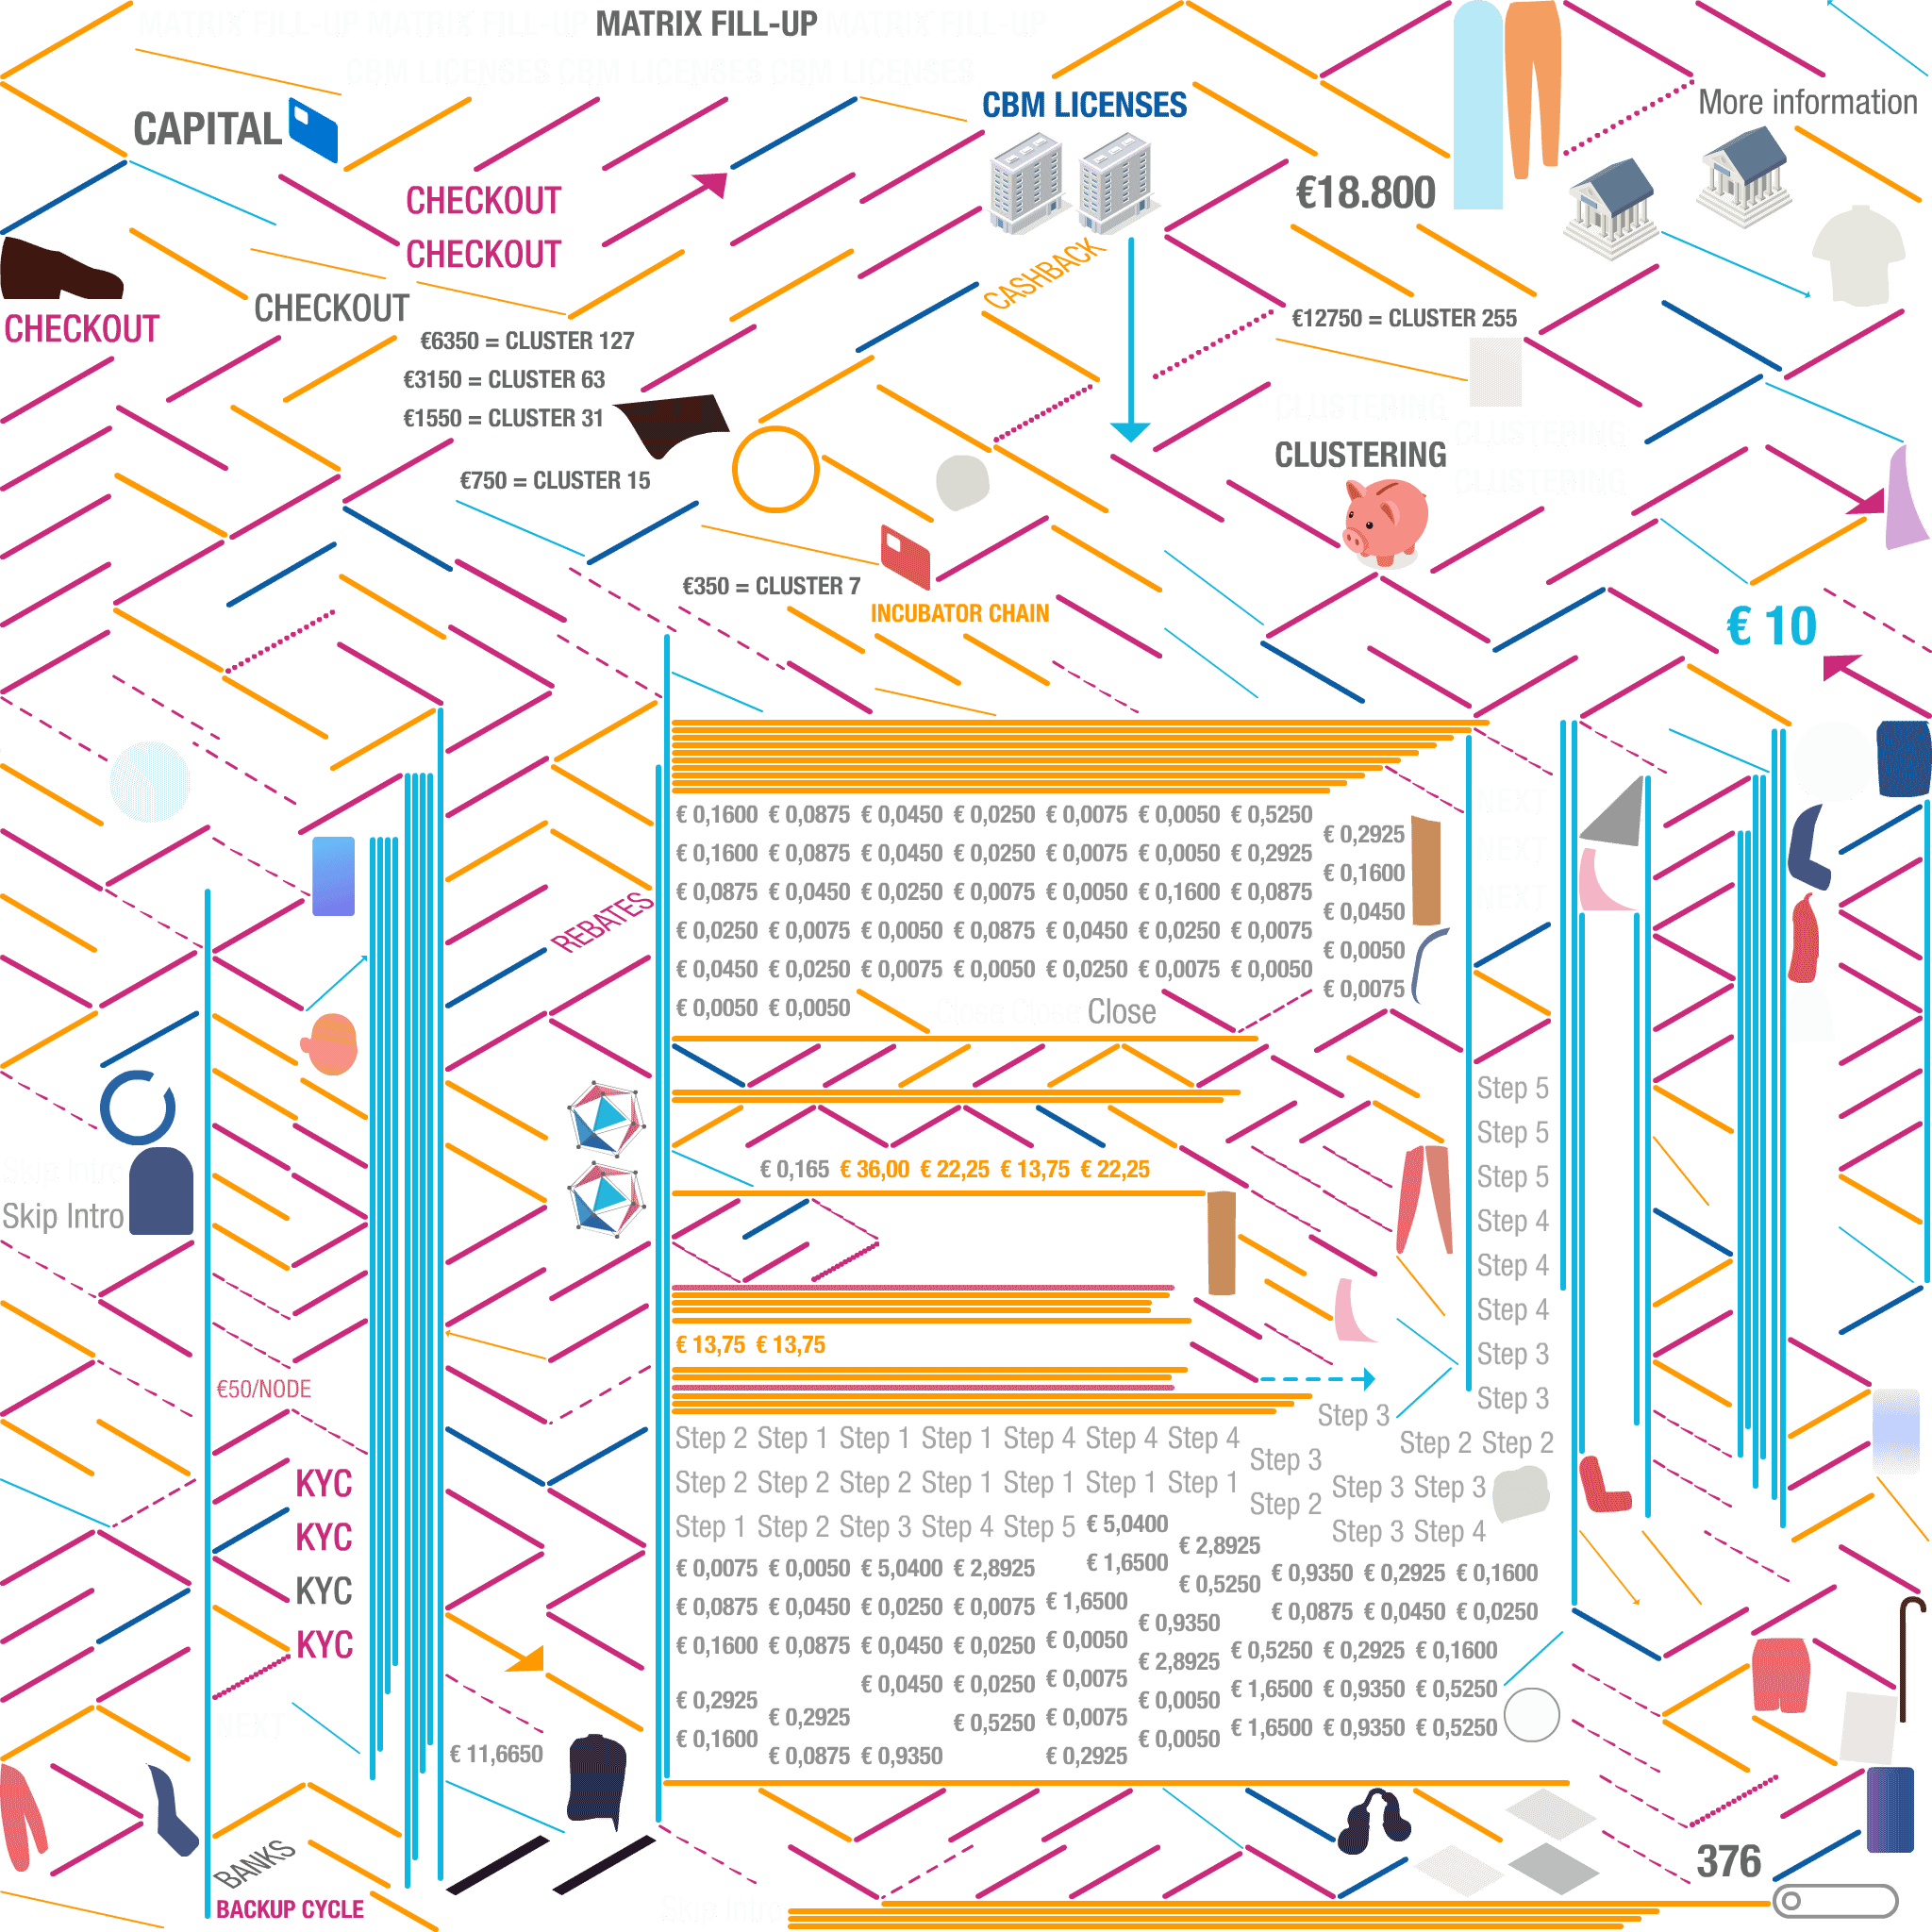 MATRIX FILL-UP MATRIX FILL-UP MATRIX FILL-UP MATRIX FILL-UP
CBM LICENSES CBM LICENSES CBM LICENSES
CAPITAL
CBM LICENSES
More information
€18.800
CHECKOUT
CHECKOUT
CASHBACK
CHECKOUT
CHECKOUT
€12750 = CLUSTER 255
€6350 = CLUSTER 127
€3150 = CLUSTER 63
€1550 = CLUSTER 31
CLUSTERING
CLUSTERING
CLUSTERING
CLUSTERING
€750 = CLUSTER 15
€350 = CLUSTER 7
INCUBATOR CHAIN
€ 10
€ 0,1600 € 0,0875 € 0,0450 € 0,0250 € 0,0075 € 0,0050 € 0,5250
€ 0,2925
€ 0,1600 € 0,0875 € 0,0450 € 0,0250 € 0,0075 € 0,0050 € 0,2925
€ 0,1600
€ 0,0875 € 0,0450 € 0,0250 € 0,0075 € 0,0050 € 0,1600 € 0,0875
€ 0,0450
€ 0,0250 € 0,0075 € 0,0050 € 0,0875 € 0,0450 € 0,0250 € 0,0075
€ 0,0050
€ 0,0450 € 0,0250 € 0,0075 € 0,0050 € 0,0250 € 0,0075 € 0,0050
€ 0,0075
€ 0,0050 € 0,0050
Close Close Close
NEXT
NEXT
NEXT
REBATES
Step 5
Step 5
Step 5
Step 4
Step 4
Step 4
Step 3
Step 3
€ 0,165 € 36,00 € 22,25 € 13,75 € 22,25
Skip Intro
Skip Intro
€ 13,75 € 13,75
€50/NODE
Step 3
Step 2 Step 1 Step 1 Step 1 Step 4 Step 4 Step 4
Step 2 Step 2
Step 3
Step 2 Step 2 Step 2 Step 1 Step 1 Step 1 Step 1
Step 3 Step 3
Step 2
Step 1 Step 2 Step 3 Step 4 Step 5
Step 3 Step 4
€ 5,0400
€ 2,8925
€ 1,6500
€ 0,0075 € 0,0050 € 5,0400 € 2,8925
€ 0,9350 € 0,2925 € 0,1600
€ 0,5250
€ 0,0875 € 0,0450 € 0,0250 € 0,0075 € 1,6500
€ 0,0875 € 0,0450 € 0,0250
€ 0,9350
€ 0,1600 € 0,0875 € 0,0450 € 0,0250 € 0,0050
€ 0,5250 € 0,2925 € 0,1600
€ 2,8925
€ 0,0450 € 0,0250 € 0,0075
€ 1,6500 € 0,9350 € 0,5250
€ 0,2925
€ 0,0050
€ 0,2925
€ 0,5250 € 0,0075
€ 1,6500 € 0,9350 € 0,5250
€ 0,1600
€ 0,0050
€ 0,0875 € 0,9350
€ 0,2925
KYC
KYC
KYC
KYC
NEXT
€ 11,6650
BANKS
BACKUP CYCLE
376
Skip Intro